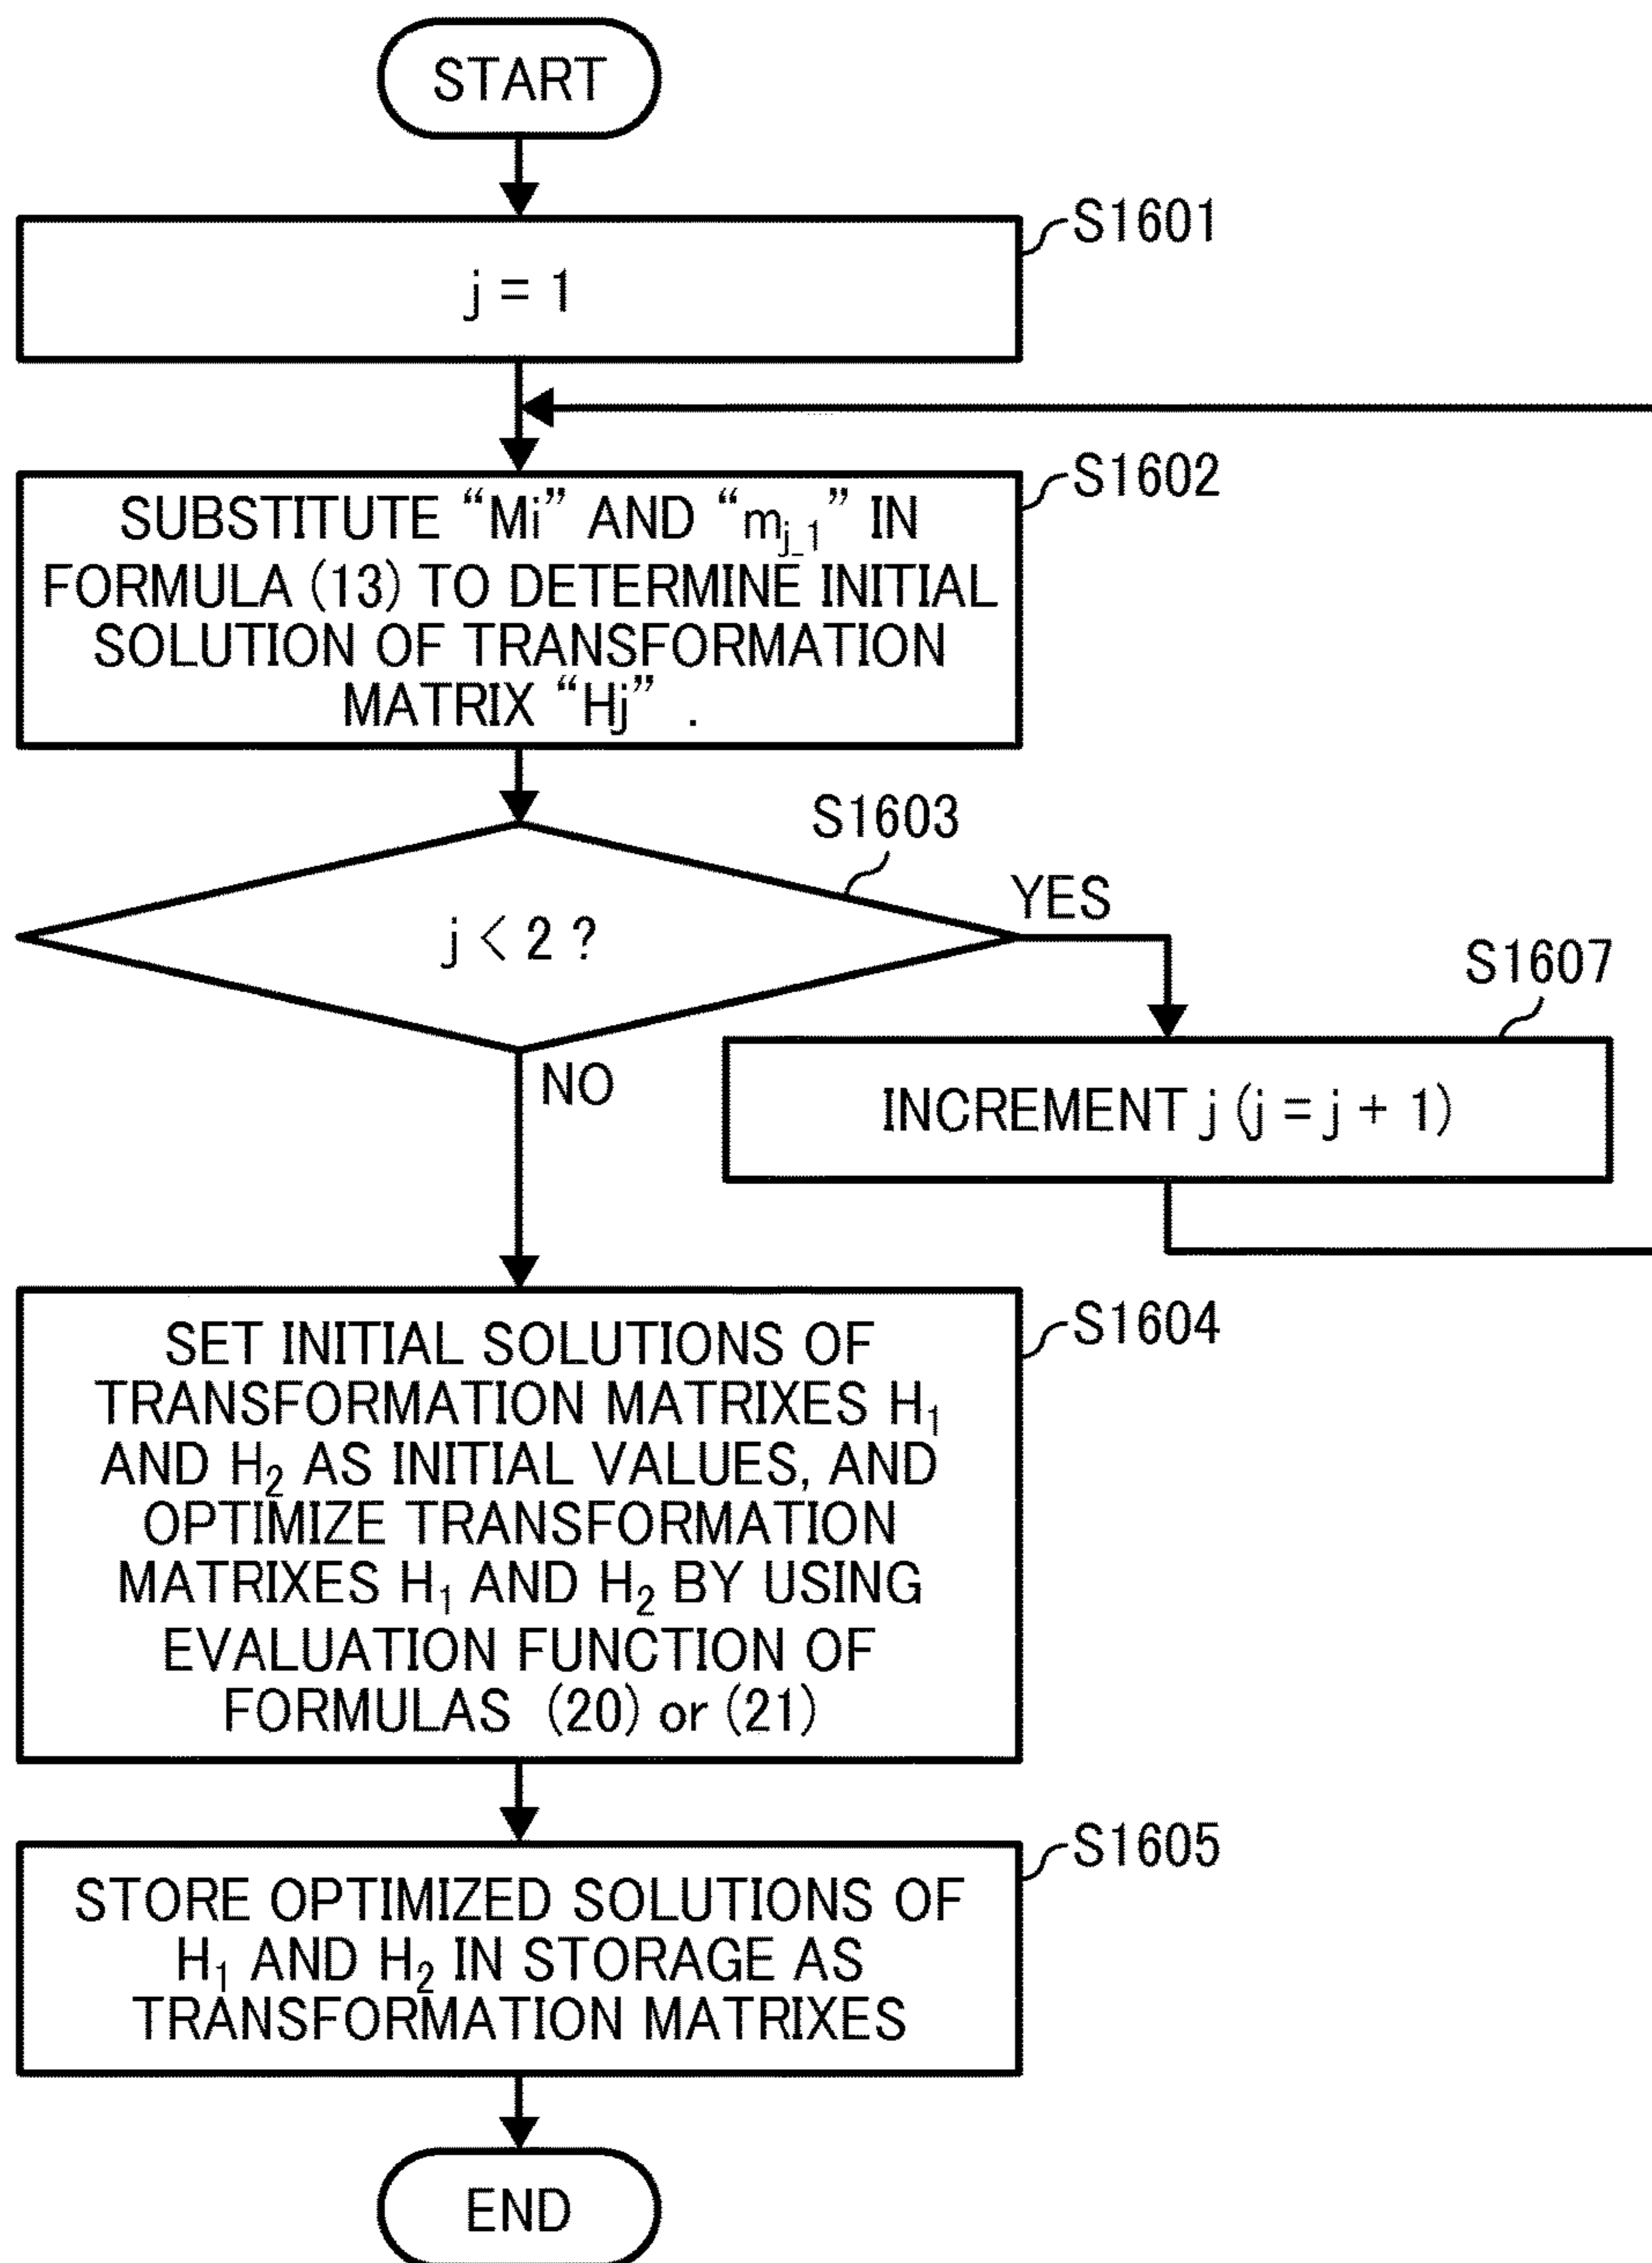 START
S1601
j = 1
S1602
SUBSTITUTE “Mi” AND “m_{j_1}” IN
FORMULA (13) TO DETERMINE INITIAL
SOLUTION OF TRANSFORMATION
MATRIX “Hj” .
S1603
j < 2 ?
YES
S1607
INCREMENT j (j = j + 1)
NO
S1604
SET INITIAL SOLUTIONS OF
TRANSFORMATION MATRIXES H₁
AND H₂ AS INITIAL VALUES, AND
OPTIMIZE TRANSFORMATION
MATRIXES H₁ AND H₂ BY USING
EVALUATION FUNCTION OF
FORMULAS (20) or (21)
S1605
STORE OPTIMIZED SOLUTIONS OF
H₁ AND H₂ IN STORAGE AS
TRANSFORMATION MATRIXES
END